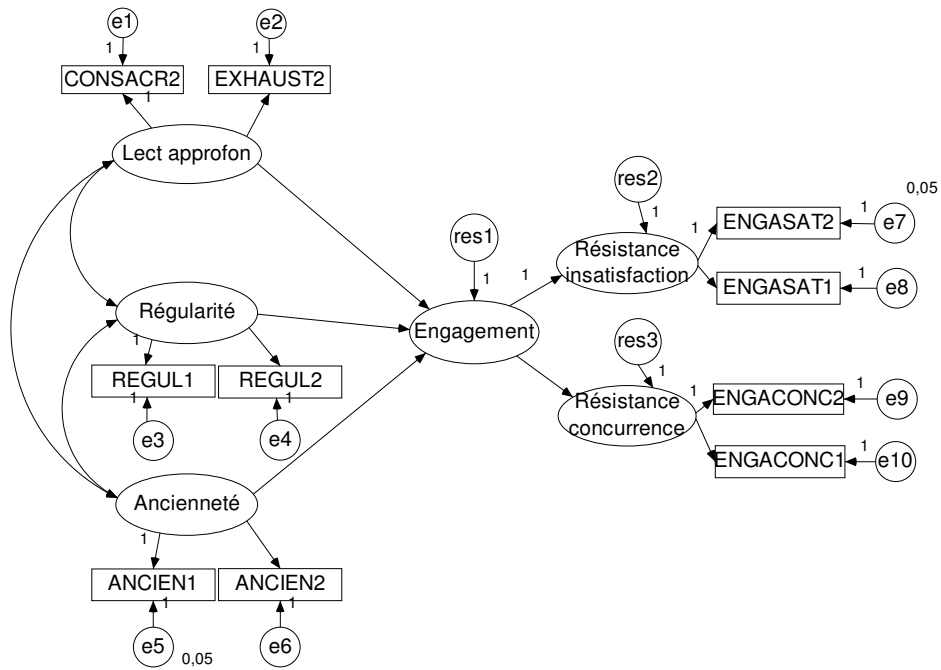 e1
e2
1
1
CONSACR2
EXHAUST2
1
Lect approfon
res2
0,05
1
1
1
ENGASAT2
e7
res1
Résistance
insatisfaction
1
1
1
ENGASAT1
e8
Régularité
Engagement
1
res3
REGUL1
REGUL2
1
1
1
1
1
Résistance
concurrence
ENGACONC2
e9
e3
e4
1
ENGACONC1
e10
Ancienneté
1
ANCIEN1
ANCIEN2
1
1
e5
0,05
e6